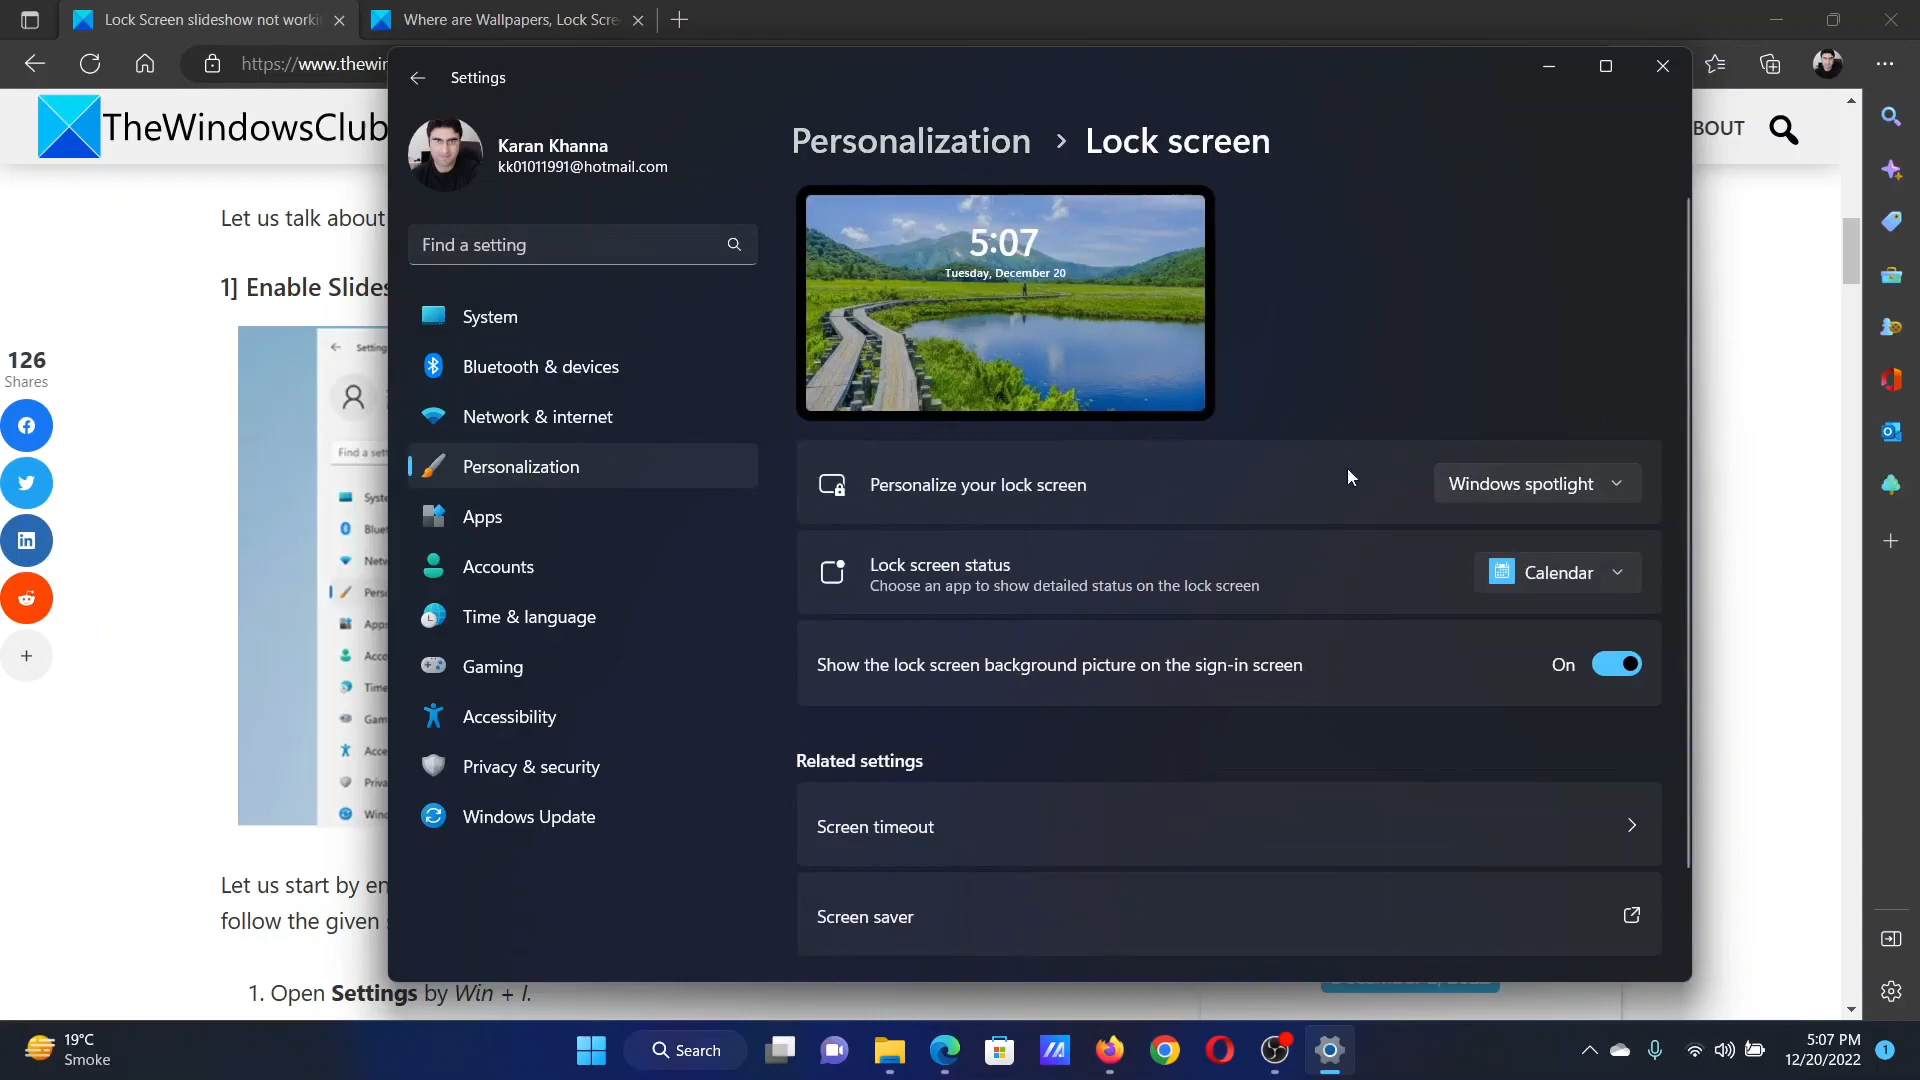 Lock Screen slideshow not worki
Where are Wallpapers, Lock Scre
https://www.thewin
TheWindowsClub
BOUT
Let us talk about
1] Enable Slides
126
Shares
Settings
Find a sett
Let us start by en
follow the given
1. Open Settings by Win + I.
Settings
Karan Khanna
kk01011991@hotmail.com
Find a setting
System
Bluetooth & devices
Network & internet
Personalization
Apps
Accounts
Time & language
Gaming
Accessibility
Privacy & security
Windows Update
Personalization > Lock screen
5:07
Tuesday, December 20
Personalize your lock screen
Windows spotlight
Lock screen status
Choose an app to show detailed status on the lock screen
Calendar
Show the lock screen background picture on the sign-in screen
On
Related settings
Screen timeout
Screen saver
19°C
Smoke
Search
5:07 PM
12/20/2022
1